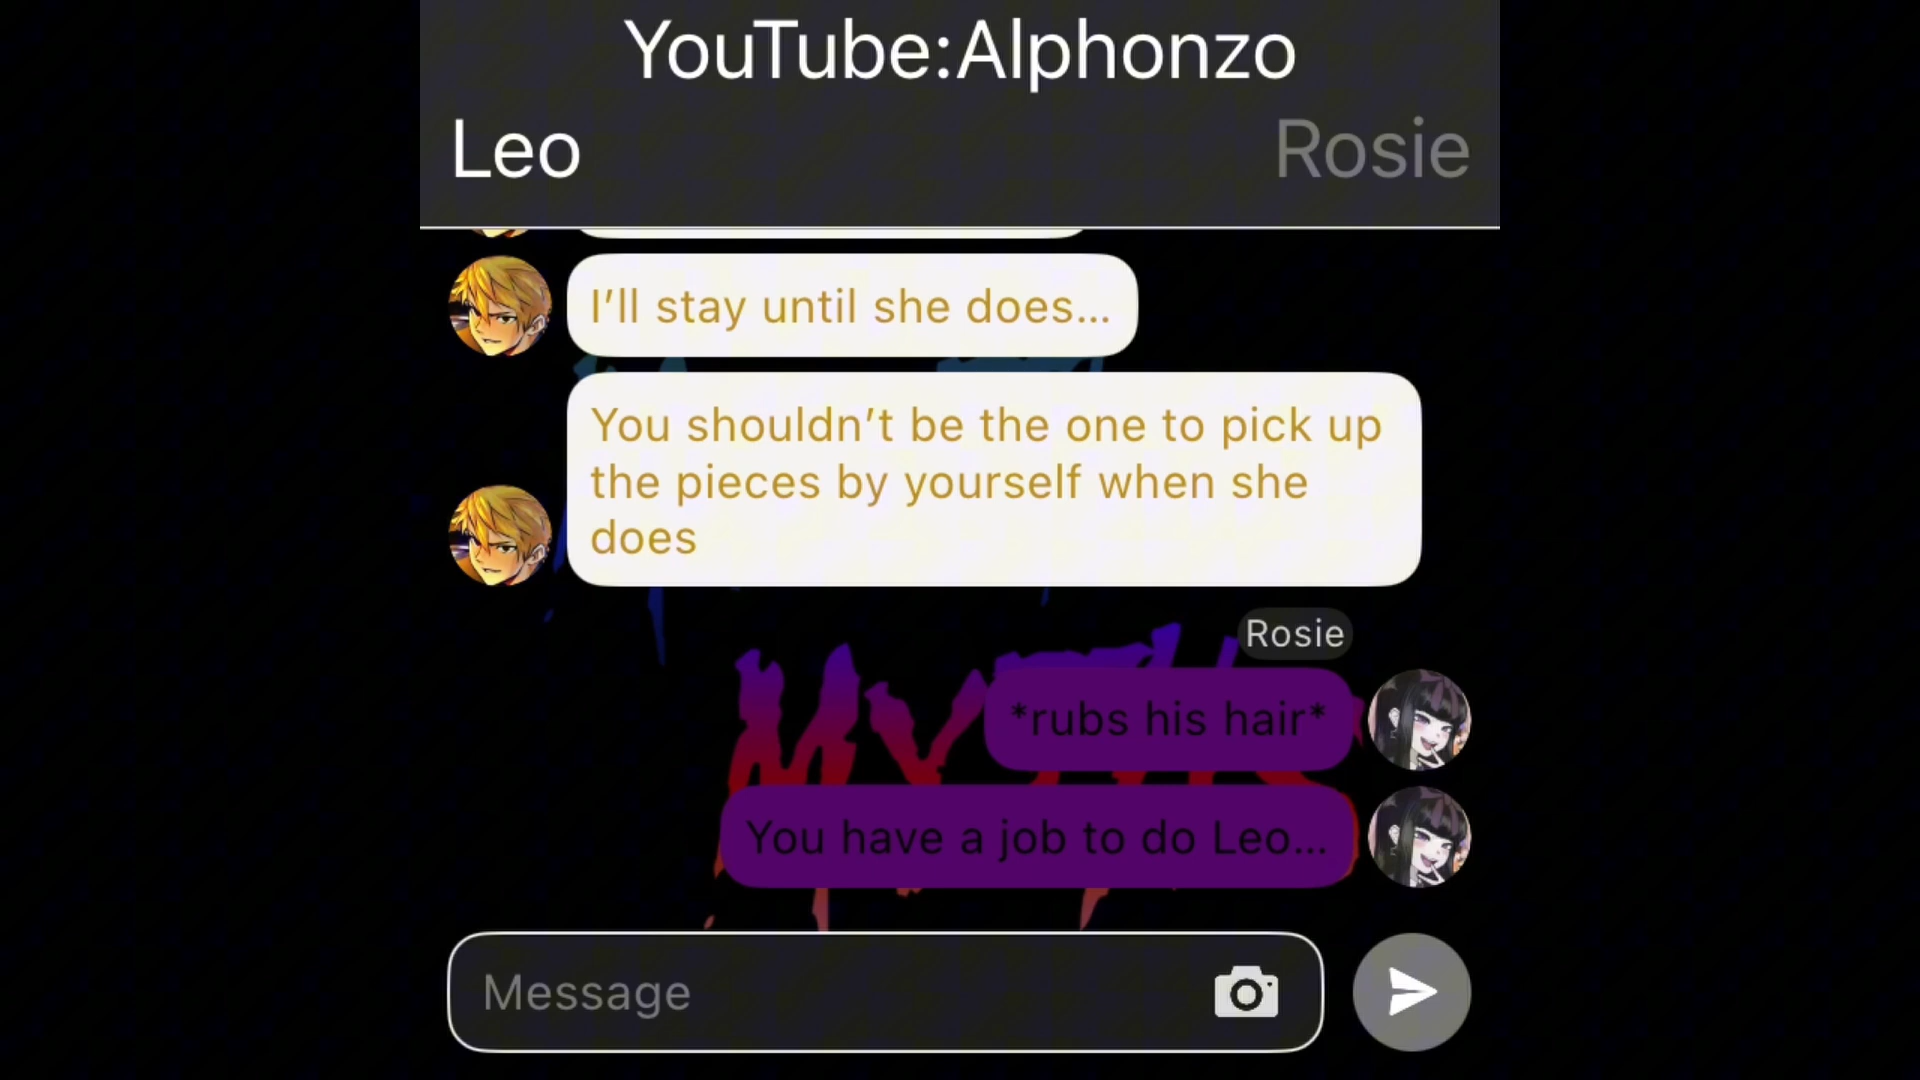 YouTube:Alphonzo
Leo
Rosie
I’ll stay until she does...
You shouldn’t be the one to pick up
the pieces by yourself when she
does
Rosie
*rubs his hair*
You have a job to do Leo...
Message